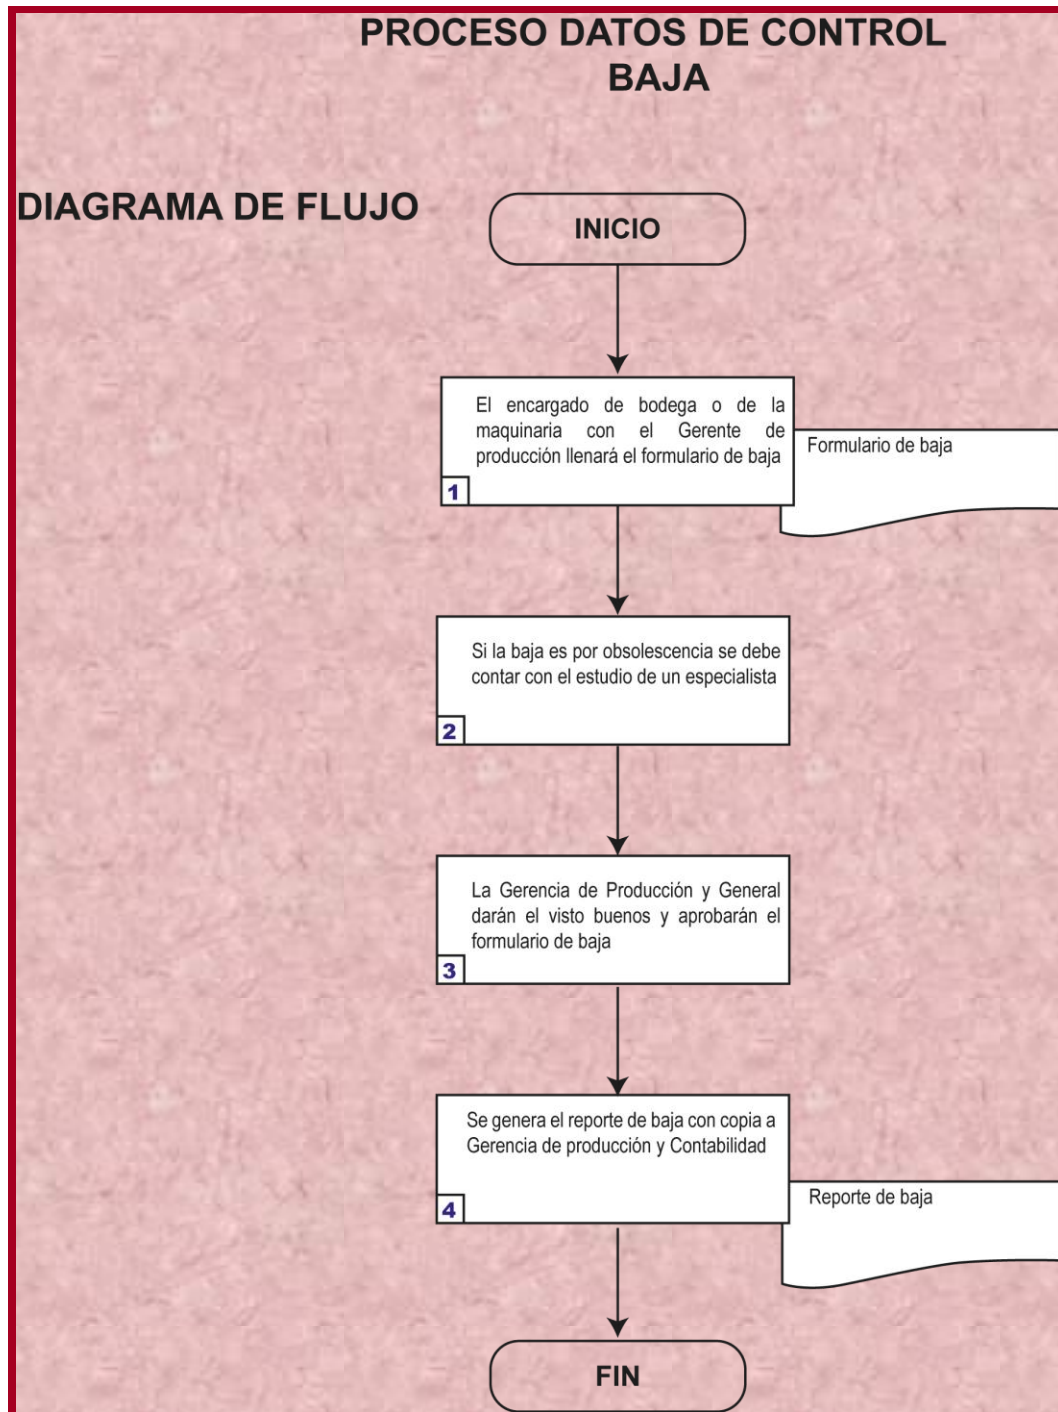 PROCESO DATOS DE CONTROL
BAJA
DIAGRAMA DE FLUJO
INICIO
El encargado de bodega o de la
maquinaria con el Gerente de
producción llenará el formulario de baja
1
Formulario de baja
Si la baja es por obsolescencia se debe
contar con el estudio de un especialista
2
La Gerencia de Producción y General
darán el visto buenos y aprobarán el
formulario de baja
3
Se genera el reporte de baja con copia a
Gerencia de producción y Contabilidad
4
Reporte de baja
FIN